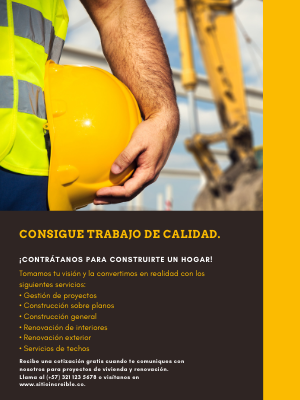 CONSIGUE TRABAJO DE CALIDAD.
¡CONTRÁTANOS PARA CONSTRUIRTE UN HOGAR!
Tomamos tu visión y la convertimos en realidad con los
siguientes servicios:
• Gestión de proyectos
• Construcción sobre planos
• Construcción general
• Renovación de interiores
• Renovación exterior
• Servicios de techos
Recibe una cotización gratis cuando te comuniques con
nosotros para proyectos de vivienda y renovación.
Llama al (+57) 321 123 5678 o visítanos en
www.sitioincreible.co.